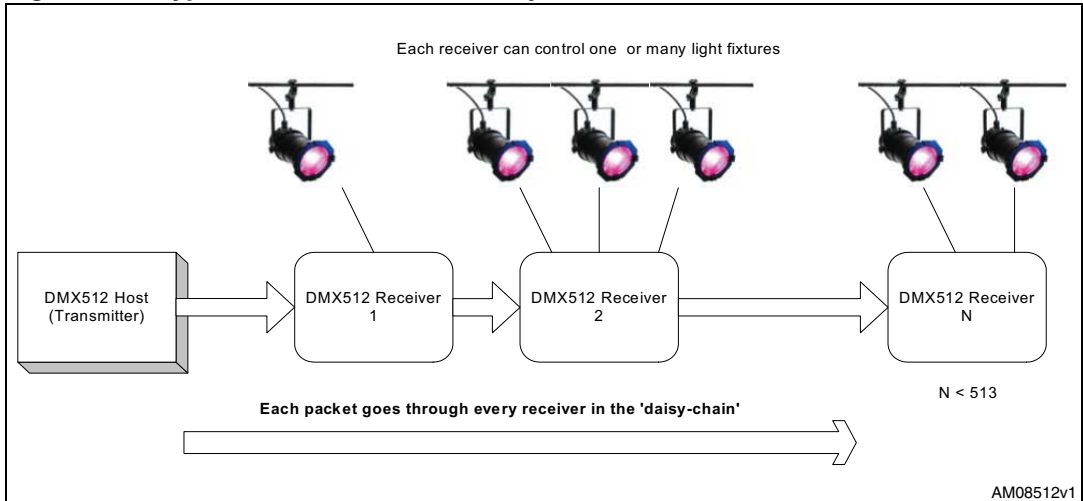 Each receiver can control one or many light fixtures
DMX512 Host
(Transmitter)
DMX512 Receiver
1
DMX512 Receiver
2
DMX512 Receiver
N
N < 513
Each packet goes through every receiver in the 'daisy-chain'
AM08512v1